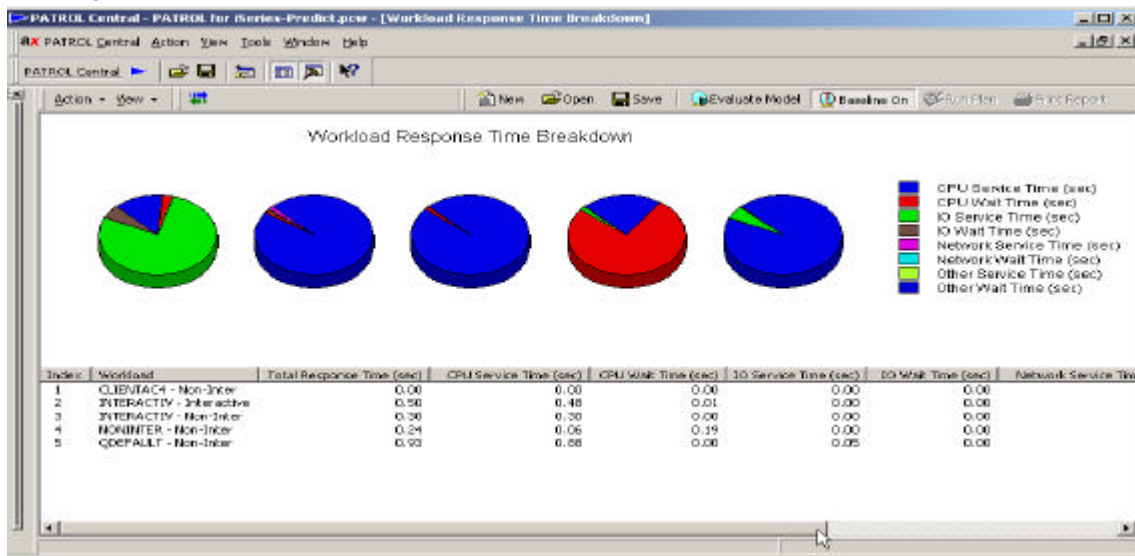 PATROL Central - PATROL for iSeries-Predict.pcw - [Workload Response Time Breakdown]
PATROL Central Action View Tools Window Help
PATROL Central
Action View New Open Save Evaluate Model Baseline On Run Plan Print Report
Workload Response Time Breakdown
CPU Service Time (sec)
CPU Wait Time (sec)
IO Service Time (sec)
IO Wait Time (sec)
Network Service Time (sec)
Network Wait Time (sec)
Other Service Time (sec)
Other Wait Time (sec)
Index Workload Total Response Time (sec) CPU Service Time (sec) CPU Wait Time (sec) IO Service Time (sec) IO Wait Time (sec) Network Service Tim
1 CLIENTAC4 - Non-Inter 0.00 0.00 0.00 0.00 0.00
2 INTERACTIV - Interactive 0.50 0.48 0.01 0.00 0.00
3 INTERACTIV - Non-Inter 0.30 0.30 0.00 0.00 0.00
4 NONINTER - Non-Inter 0.24 0.06 0.19 0.00 0.00
5 QDEFAULT - Non-Inter 0.93 0.88 0.00 0.05 0.00